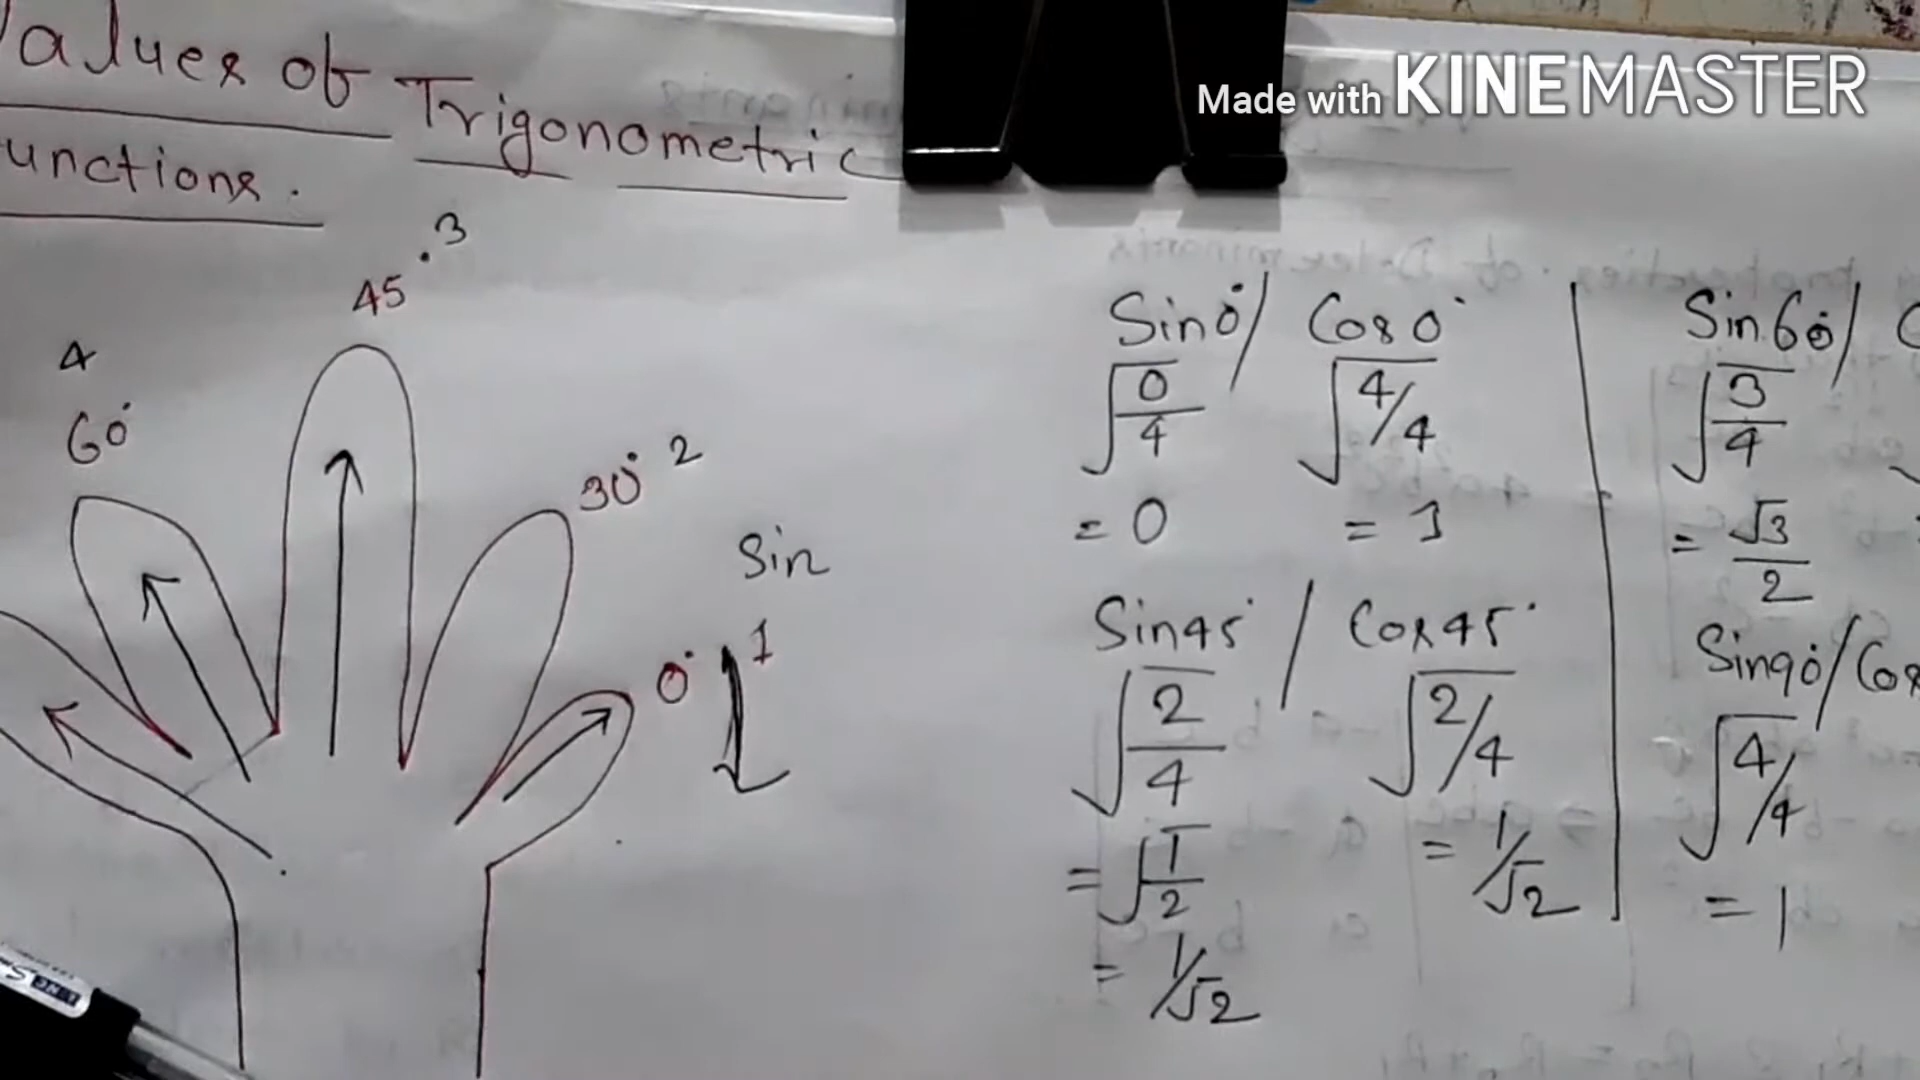 Made with KINEMASTER
alues of Trigonometric
unctions.
45° 3
4
60°
30° 2
Sin
0° 1
Sin0° / Cos0°
√0/4 √4/4
= 0 = 1
Sin45° / Cos45°
√2/4 √2/4
= √1/2 = 1/√2
= 1/√2
Sin60° / C
√3/4
= √3/2
Sin90° / Cos
√4/4
= 1